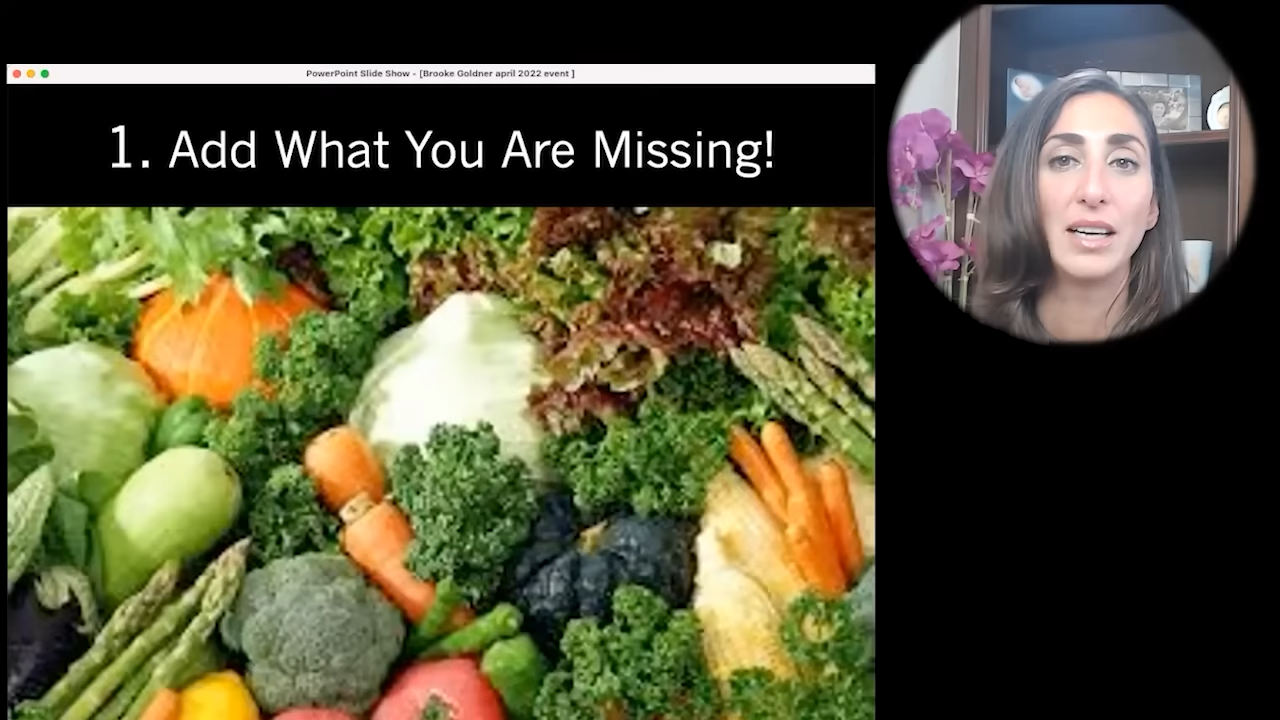 PowerPoint Slide Show - [Brooke Goldner april 2022 event ]
1. Add What You Are Missing!